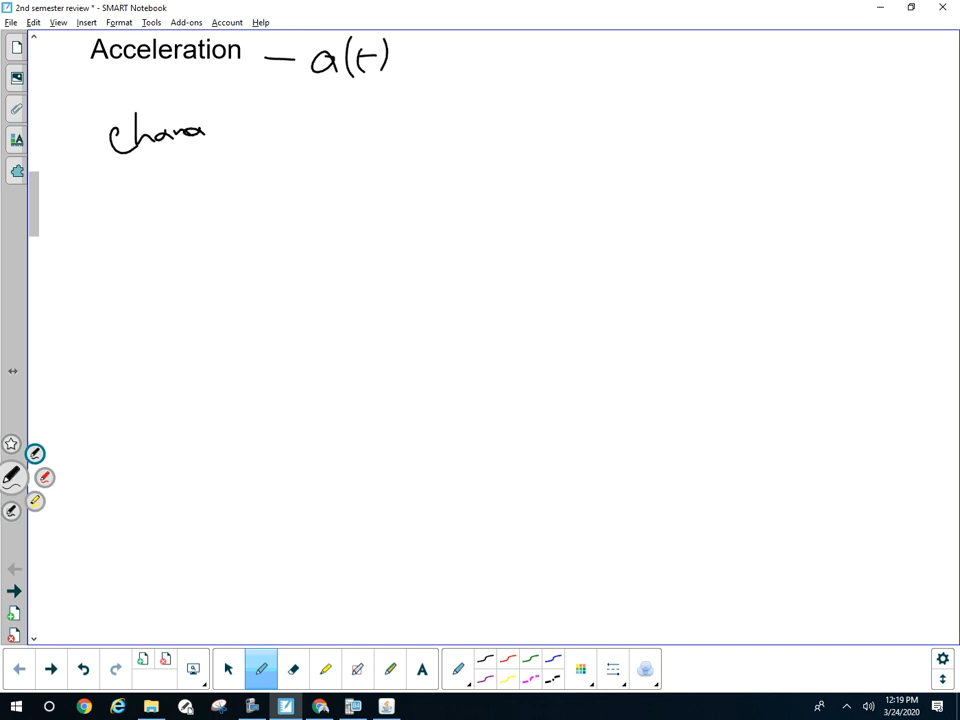 2nd semester review * - SMART Notebook
File Edit View Insert Format Tools Add-ons Account Help
Acceleration — a(t)
12:19 PM
3/24/2020